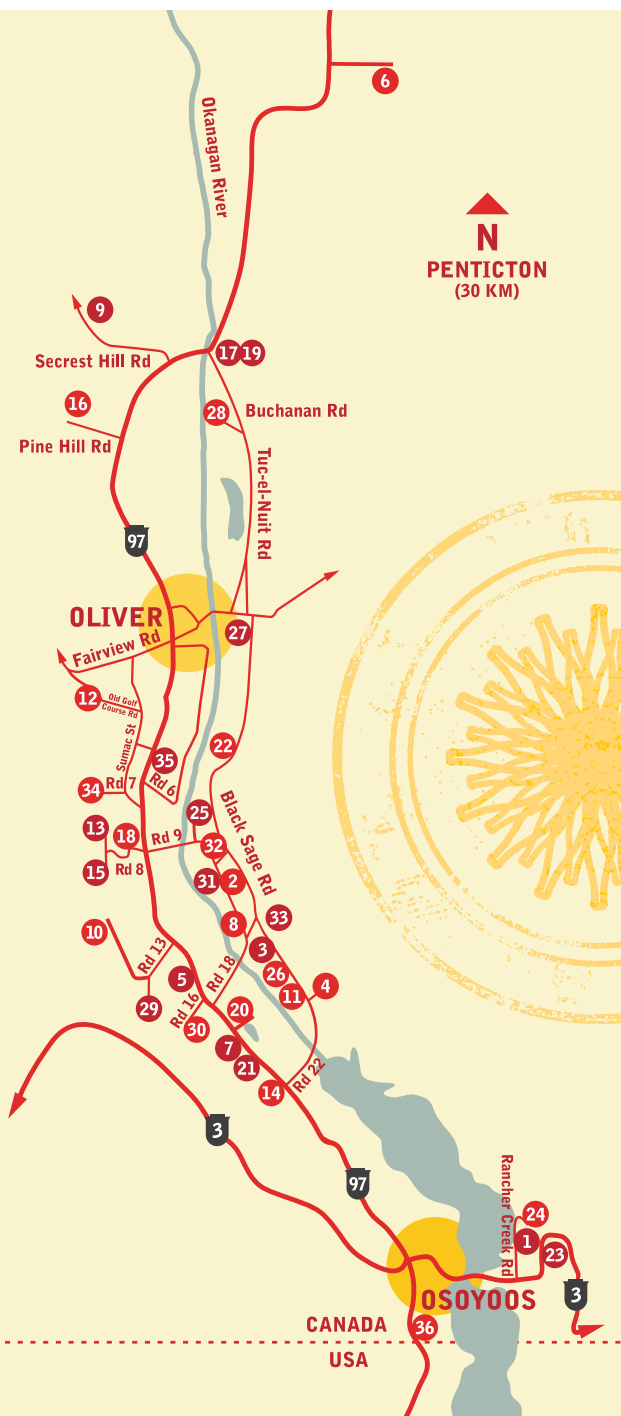 6
Okanagan River
N
PENTICTON
(30 KM)
9
Secrest Hill Rd
17 19
16
28
Buchanan Rd
Pine Hill Rd
Tuc-el-Nuit Rd
97
OLIVER
Fairview Rd
27
12
Old Golf
Course Rd
Sumac St
22
35
34
Rd 7
Rd 6
Black Sage Rd
25
13
18
Rd 9
32
15
Rd 8
31
2
8
33
10
Rd 13
3
5
Rd 18
26
11
4
29
Rd 16
30
20
7
21
14
Rd 22
3
97
Rancher Creek Rd
24
1
23
3
OSOYOOS
CANADA
36
USA